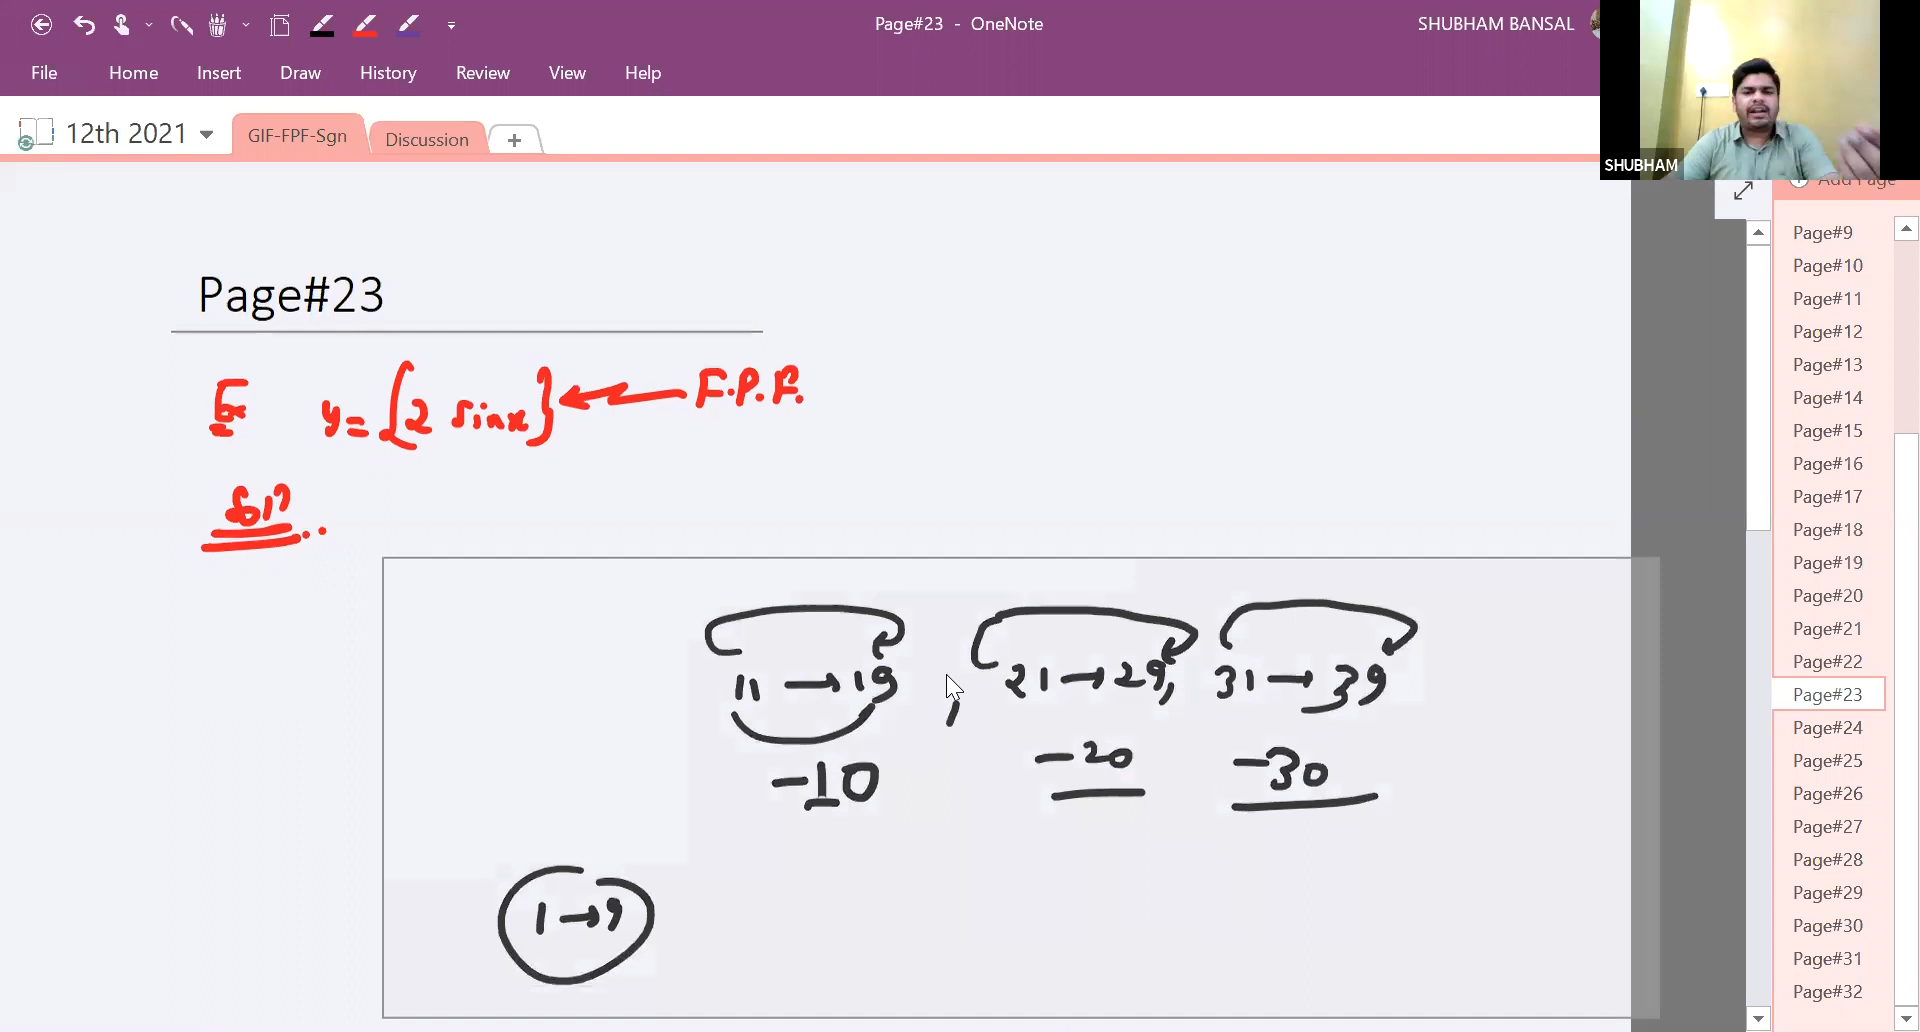 Page#23 - OneNote
SHUBHAM BANSAL
File Home Insert Draw History Review View Help
SHUBHAM
12th 2021
GIF-FPF-Sgn
Discussion
+
Add Page
Page#23
Ex y = {2 sinx} F.P.F.
Sol?
11 → 19 , 21 → 29, 31 → 39
-10 -20 -30
1 → 9
Page#9
Page#10
Page#11
Page#12
Page#13
Page#14
Page#15
Page#16
Page#17
Page#18
Page#19
Page#20
Page#21
Page#22
Page#23
Page#24
Page#25
Page#26
Page#27
Page#28
Page#29
Page#30
Page#31
Page#32